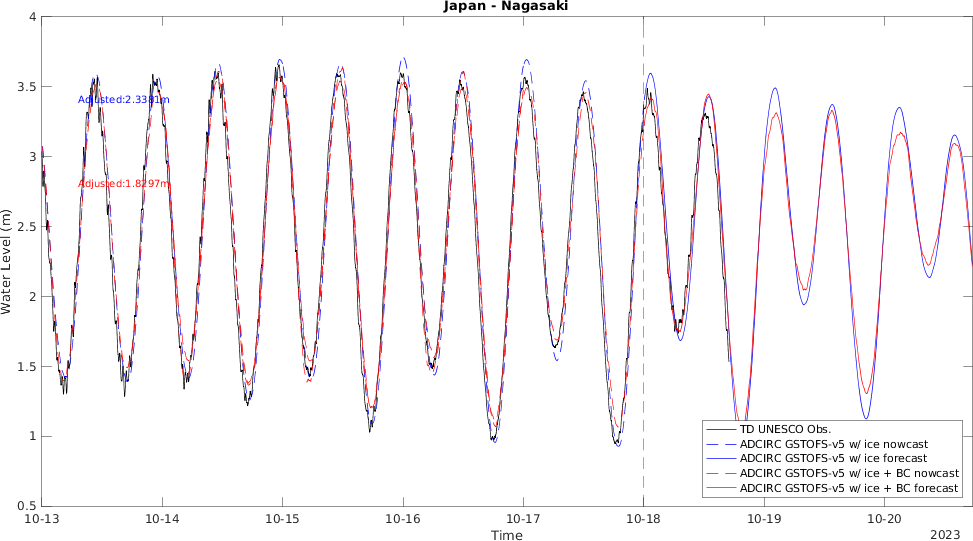 Japan - Nagasaki
4
3.5
3
2.5
2
1.5
1
0.5
Water Level (m)
Adjusted:2.3391m
Adjusted:1.8297m
TD UNESCO Obs.
ADCIRC GSTOFS-v5 w/ ice nowcast
ADCIRC GSTOFS-v5 w/ ice forecast
ADCIRC GSTOFS-v5 w/ ice + BC nowcast
ADCIRC GSTOFS-v5 w/ ice + BC forecast
10-13 10-14 10-15 10-16 10-17 10-18 10-19 10-20
Time
2023